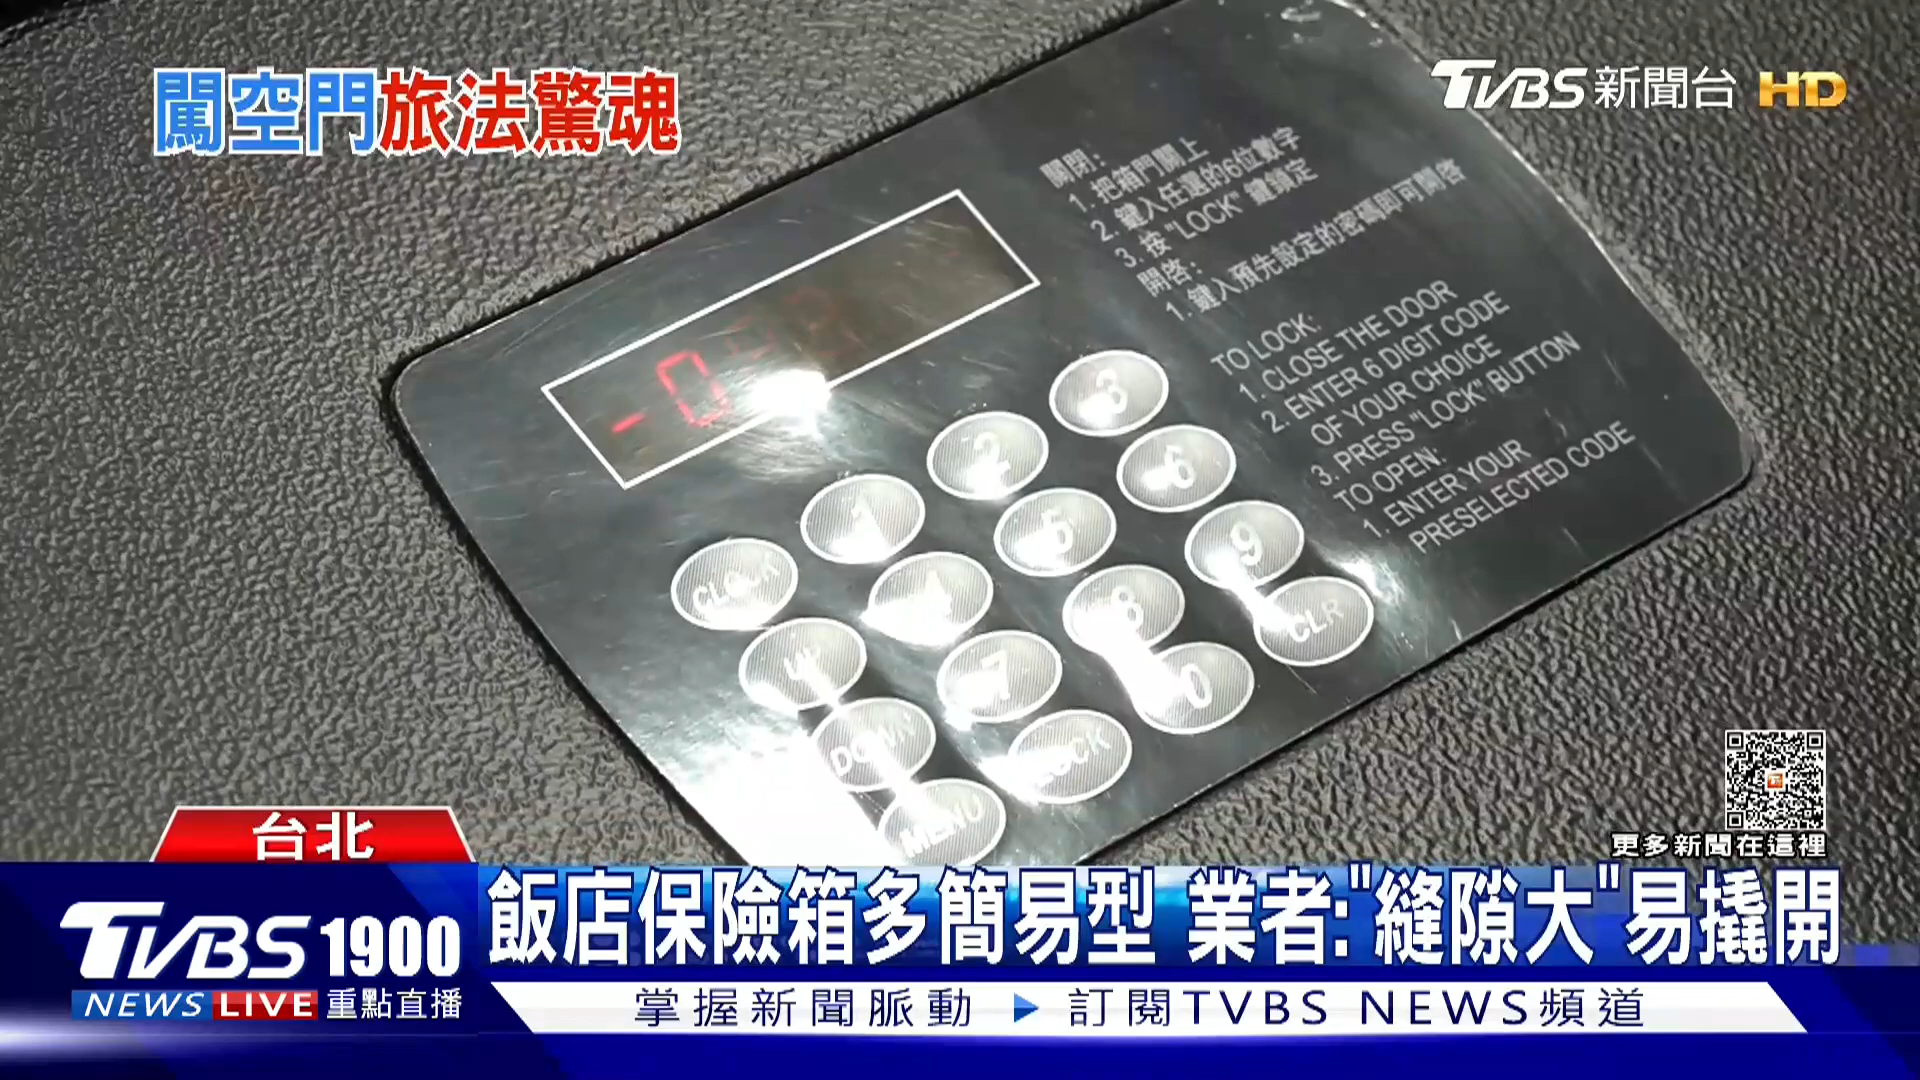 闖空門旅法驚魂
TVBS新聞台 HD
關閉:
1. 把箱門關上
2. 鍵入任選的6位數字
3. 按"LOCK" 鍵鎖定
開啓:
1. 鍵入預先設定的密碼即可開啓
TO LOCK:
1. CLOSE THE DOOR
2. ENTER 6 DIGIT CODE
OF YOUR CHOICE
3. PRESS "LOCK" BUTTON
TO OPEN:
1. ENTER YOUR
PRESELECTED CODE
-0
1 2 3
4 5 6
7 8 9
LOCK 0 CLR
CLOCK
UP
DOWN
MENU
更多新聞在這裡
台北
飯店保險箱多簡易型 業者:"縫隙大"易撬開
TVBS 1900
NEWS LIVE 重點直播
掌握新聞脈動 ▶ 訂閱TVBS NEWS頻道